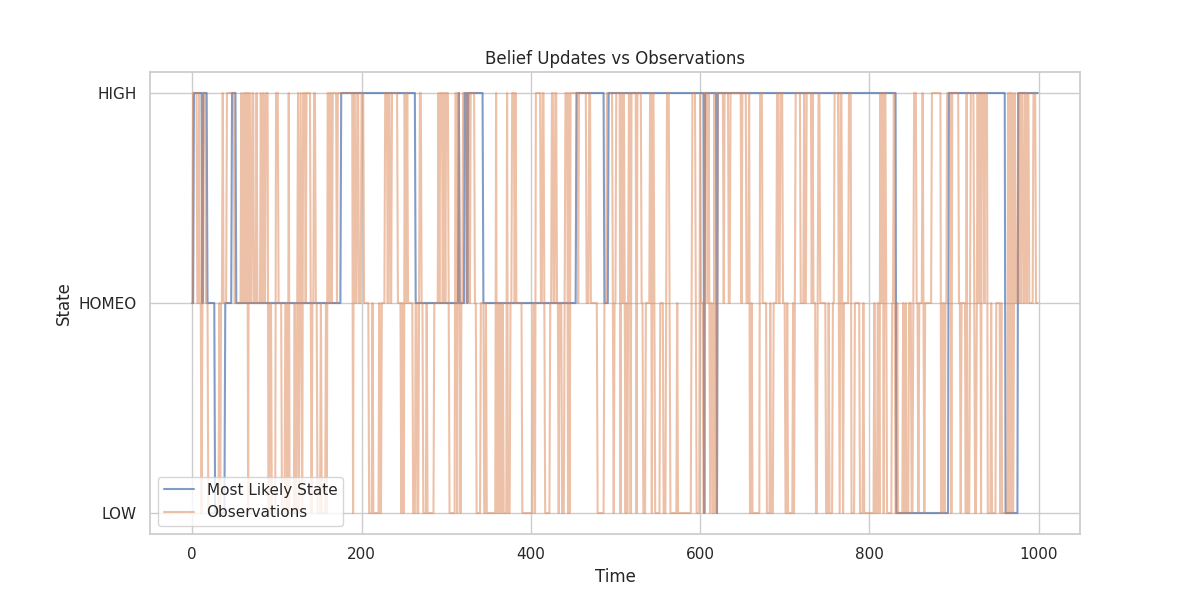 Belief Updates vs Observations
HIGH
HOMEO
LOW
State
Most Likely State
Observations
0
200
400
600
800
1000
Time